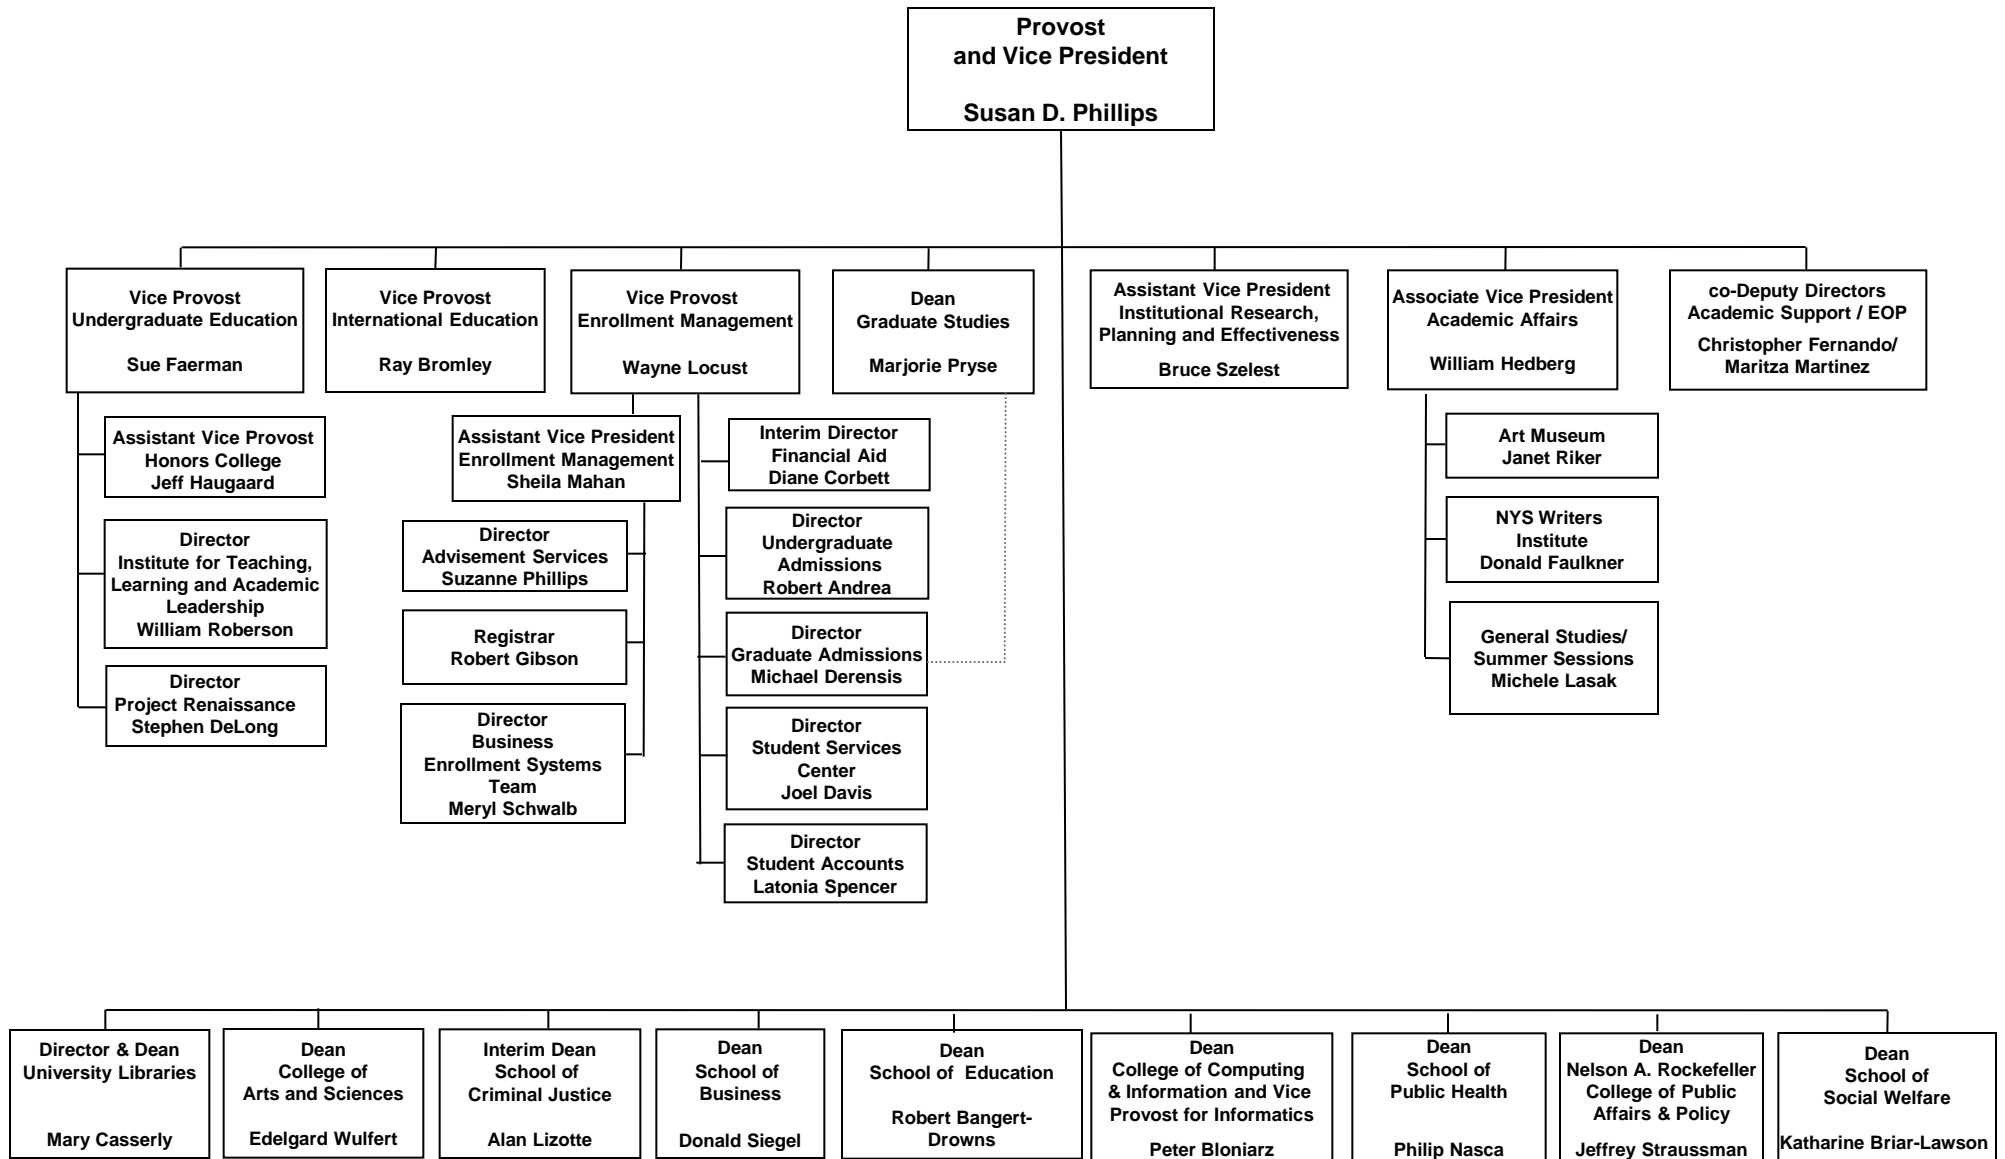 Provost
and Vice President
Susan D. Phillips
Vice Provost
Undergraduate Education
Sue Faerman
Vice Provost
International Education
Ray Bromley
Vice Provost
Enrollment Management
Wayne Locust
Dean
Graduate Studies
Marjorie Pryse
Assistant Vice President
Institutional Research,
Planning and Effectiveness
Bruce Szelest
Associate Vice President
Academic Affairs
William Hedberg
co-Deputy Directors
Academic Support / EOP
Christopher Fernando/
Maritza Martinez
Assistant Vice Provost
Honors College
Jeff Haugaard
Director
Institute for Teaching,
Learning and Academic
Leadership
William Roberson
Director
Project Renaissance
Stephen DeLong
Assistant Vice President
Enrollment Management
Sheila Mahan
Director
Advisement Services
Suzanne Phillips
Registrar
Robert Gibson
Director
Business
Enrollment Systems
Team
Meryl Schwalb
Interim Director
Financial Aid
Diane Corbett
Director
Undergraduate
Admissions
Robert Andrea
Director
Graduate Admissions
Michael Derensis
Director
Student Services
Center
Joel Davis
Director
Student Accounts
Latonia Spencer
Art Museum
Janet Riker
NYS Writers
Institute
Donald Faulkner
General Studies/
Summer Sessions
Michele Lasak
Director & Dean
University Libraries
Mary Casserly
Dean
College of
Arts and Sciences
Edelgard Wulfert
Interim Dean
School of
Criminal Justice
Alan Lizotte
Dean
School of
Business
Donald Siegel
Dean
School of Education
Robert Bangert-
Drowns
Dean
College of Computing
& Information and Vice
Provost for Informatics
Peter Bloniarz
Dean
School of
Public Health
Philip Nasca
Dean
Nelson A. Rockefeller
College of Public
Affairs & Policy
Jeffrey Straussman
Dean
School of
Social Welfare
Katharine Briar-Lawson